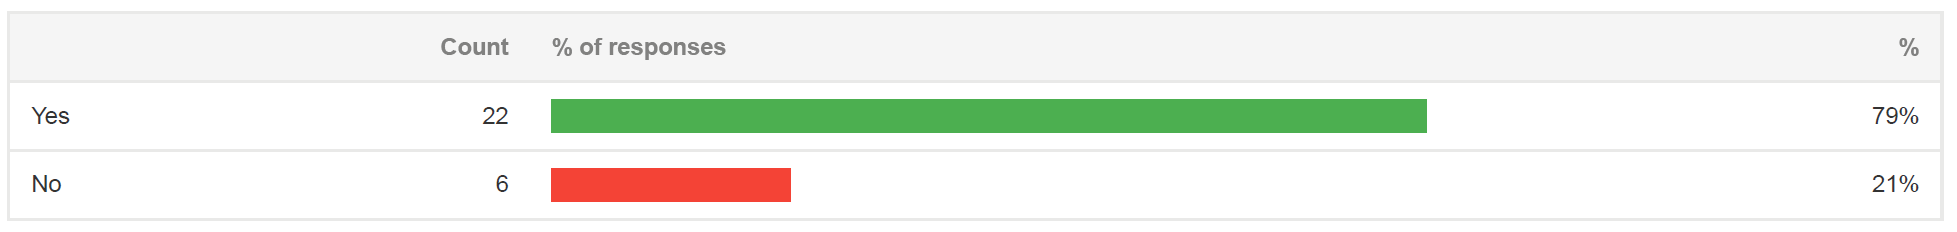 Count % of responses %
Yes 22 79%
No 6 21%